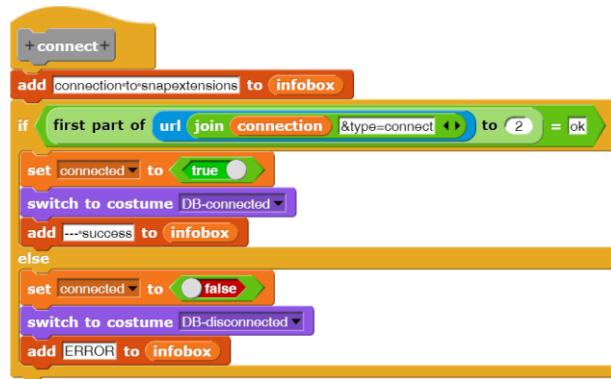 +connect+
add connection•to•snapextensions to infobox
if first part of url join connection &type=connect to 2 = ok
set connected to true
switch to costume DB-connected
add ---•success to infobox
else
set connected to false
switch to costume DB-disconnected
add ERROR to infobox